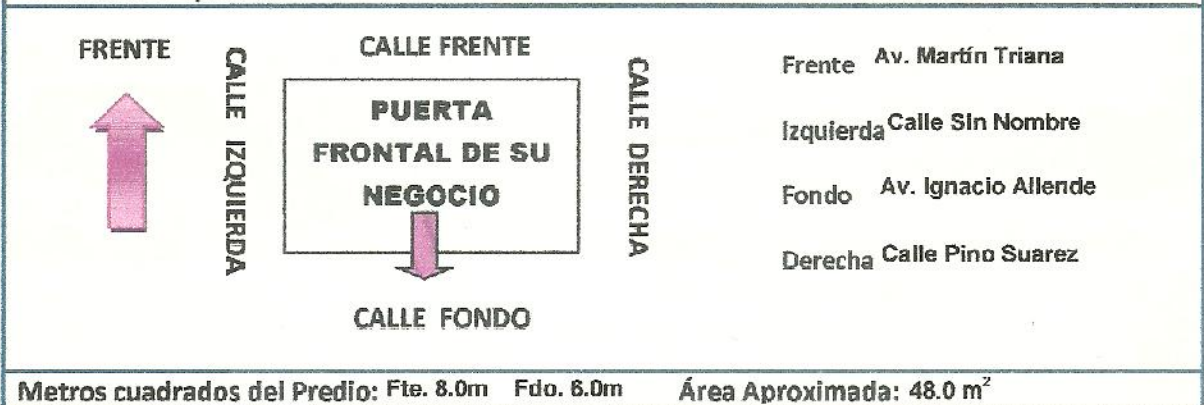 FRENTE
CALLE IZQUIERDA
CALLE FRENTE
PUERTA
FRONTAL DE SU
NEGOCIO
CALLE FONDO
CALLE DERECHA
Frente Av. Martín Triana
Izquierda Calle Sin Nombre
Fondo Av. Ignacio Allende
Derecha Calle Pino Suarez
Metros cuadrados del Predio: Fte. 8.0m Fdo. 6.0m Área Aproximada: 48.0 m²